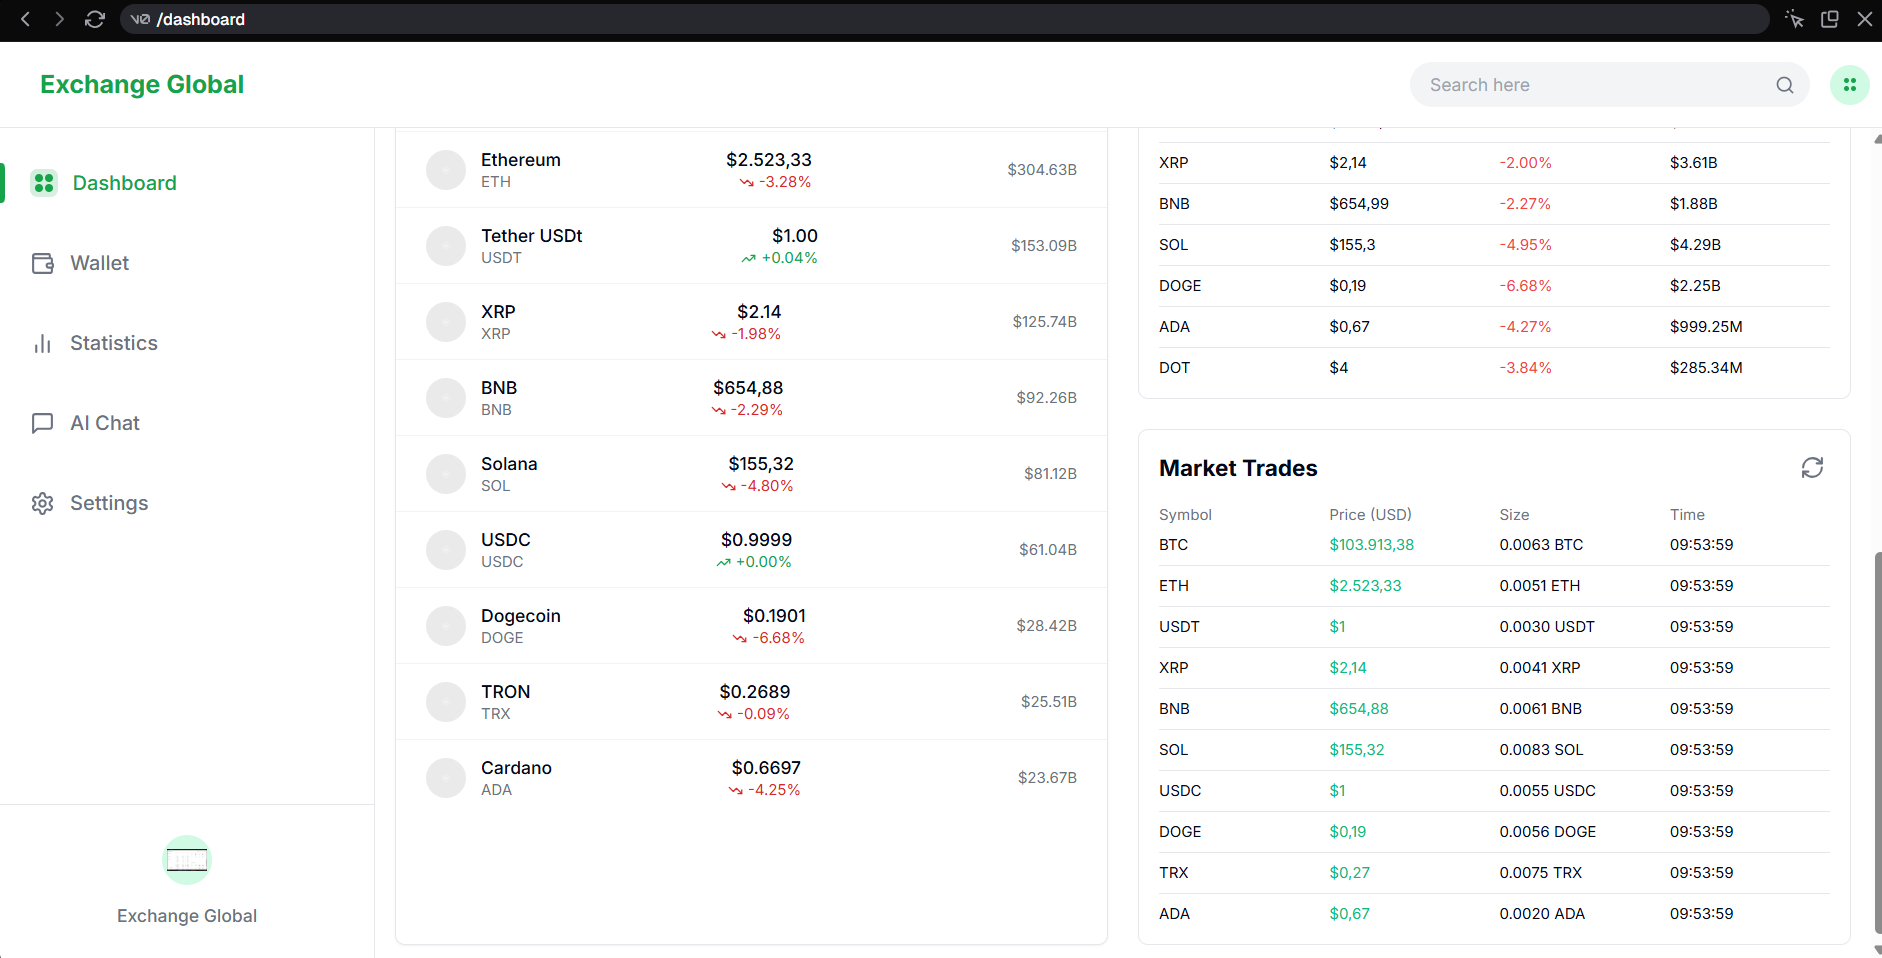 v0 /dashboard
Exchange Global
Search here
Dashboard
Wallet
Statistics
AI Chat
Settings
Exchange Global
Ethereum $2.523,33
ETH -3.28% $304.63B
Tether USDt $1.00
USDT +0.04% $153.09B
XRP $2.14
XRP -1.98% $125.74B
BNB $654,88
BNB -2.29% $92.26B
Solana $155,32
SOL -4.80% $81.12B
USDC $0.9999
USDC +0.00% $61.04B
Dogecoin $0.1901
DOGE -6.68% $28.42B
TRON $0.2689
TRX -0.09% $25.51B
Cardano $0.6697
ADA -4.25% $23.67B
XRP $2,14 -2.00% $3.61B
BNB $654,99 -2.27% $1.88B
SOL $155,3 -4.95% $4.29B
DOGE $0,19 -6.68% $2.25B
ADA $0,67 -4.27% $999.25M
DOT $4 -3.84% $285.34M
Market Trades
Symbol Price (USD) Size Time
BTC $103.913,38 0.0063 BTC 09:53:59
ETH $2.523,33 0.0051 ETH 09:53:59
USDT $1 0.0030 USDT 09:53:59
XRP $2,14 0.0041 XRP 09:53:59
BNB $654,88 0.0061 BNB 09:53:59
SOL $155,32 0.0083 SOL 09:53:59
USDC $1 0.0055 USDC 09:53:59
DOGE $0,19 0.0056 DOGE 09:53:59
TRX $0,27 0.0075 TRX 09:53:59
ADA $0,67 0.0020 ADA 09:53:59